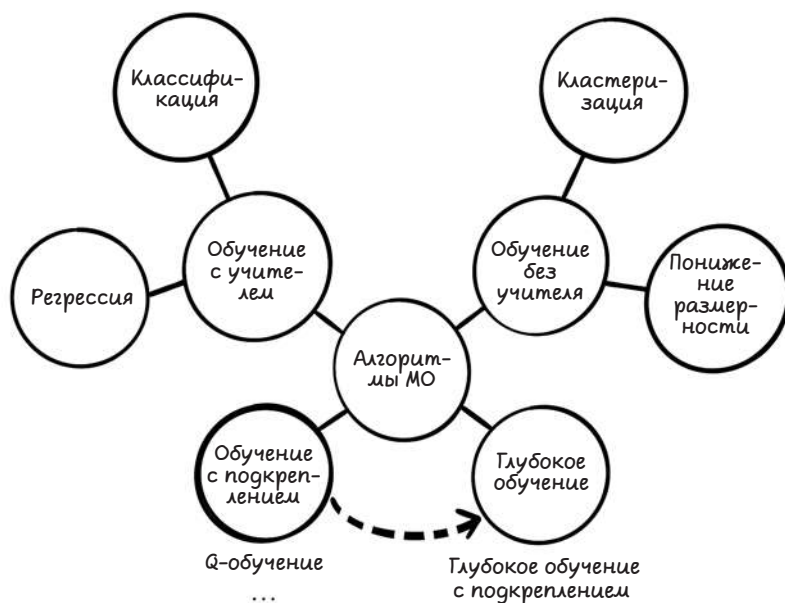 Классифи-
кация
Кластери-
зация
Обучение
с учите-
лем
Обучение
без
учителя
Регрессия
Пониже-
ние
размер-
ности
Алгорит-
мы МО
Обучение
с подкреп-
лением
Глубокое
обучение
Q-обучение
...
Глубокое обучение
с подкреплением